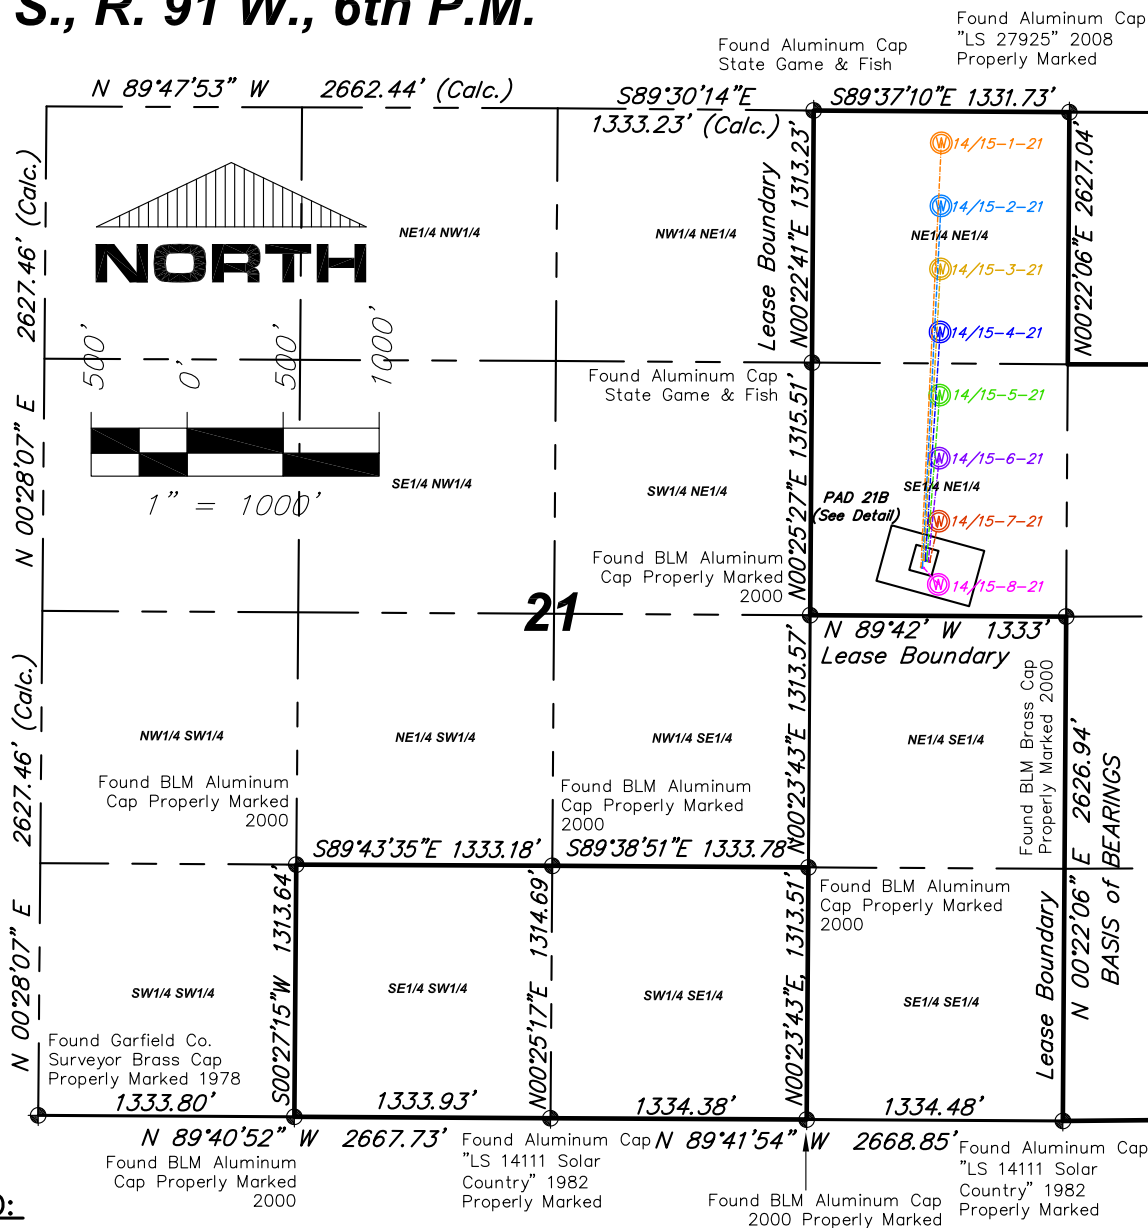 S., R. 91 W., 6th P.M.
Found Aluminum Cap
"LS 27925" 2008
Properly Marked
Found Aluminum Cap
State Game & Fish
N 89°47'53" W 2662.44' (Calc.)
S89°30'14"E
1333.23' (Calc.)
S89°37'10"E 1331.73'
N 00°28'07" E 2627.46' (Calc.)
NORTH
500'
0'
500'
1000'
1" = 1000'
NE1/4 NW1/4
NW1/4 NE1/4
Lease Boundary
N00°22'41"E 1313.23'
14/15-1-21
14/15-2-21
NE1/4 NE1/4
14/15-3-21
14/15-4-21
N00°22'06"E 2627.04'
Found Aluminum Cap
State Game & Fish
14/15-5-21
SE1/4 NW1/4
SW1/4 NE1/4
N00°25'27"E 1315.51'
14/15-6-21
SE1/4 NE1/4
PAD 21B
(See Detail)
14/15-7-21
14/15-8-21
Found BLM Aluminum
Cap Properly Marked
2000
21
N 89°42' W 1333'
Lease Boundary
N 00°28'07" E 2627.46' (Calc.)
NW1/4 SW1/4
NE1/4 SW1/4
NW1/4 SE1/4
N00°23'43"E 1313.57'
NE1/4 SE1/4
Found BLM Brass Cap
Properly Marked 2000
N 00°22'06" E 2626.94'
BASIS of BEARINGS
Found BLM Aluminum
Cap Properly Marked
2000
Found BLM Aluminum
Cap Properly Marked
2000
S89°43'35"E 1333.18'
S89°38'51"E 1333.78'
Found BLM Aluminum
Cap Properly Marked
2000
SW1/4 SW1/4
S00°27'15"W 1313.64'
SE1/4 SW1/4
N00°25'17"E 1314.69'
SW1/4 SE1/4
N00°23'43"E, 1313.51'
SE1/4 SE1/4
Lease Boundary
Found Garfield Co.
Surveyor Brass Cap
Properly Marked 1978
1333.80'
1333.93'
1334.38'
1334.48'
N 89°40'52" W 2667.73'
N 89°41'54" W 2668.85'
Found BLM Aluminum
Cap Properly Marked
2000
Found Aluminum Cap
"LS 14111 Solar
Country" 1982
Properly Marked
Found BLM Aluminum Cap
2000 Properly Marked
Found Aluminum Cap
"LS 14111 Solar
Country" 1982
Properly Marked